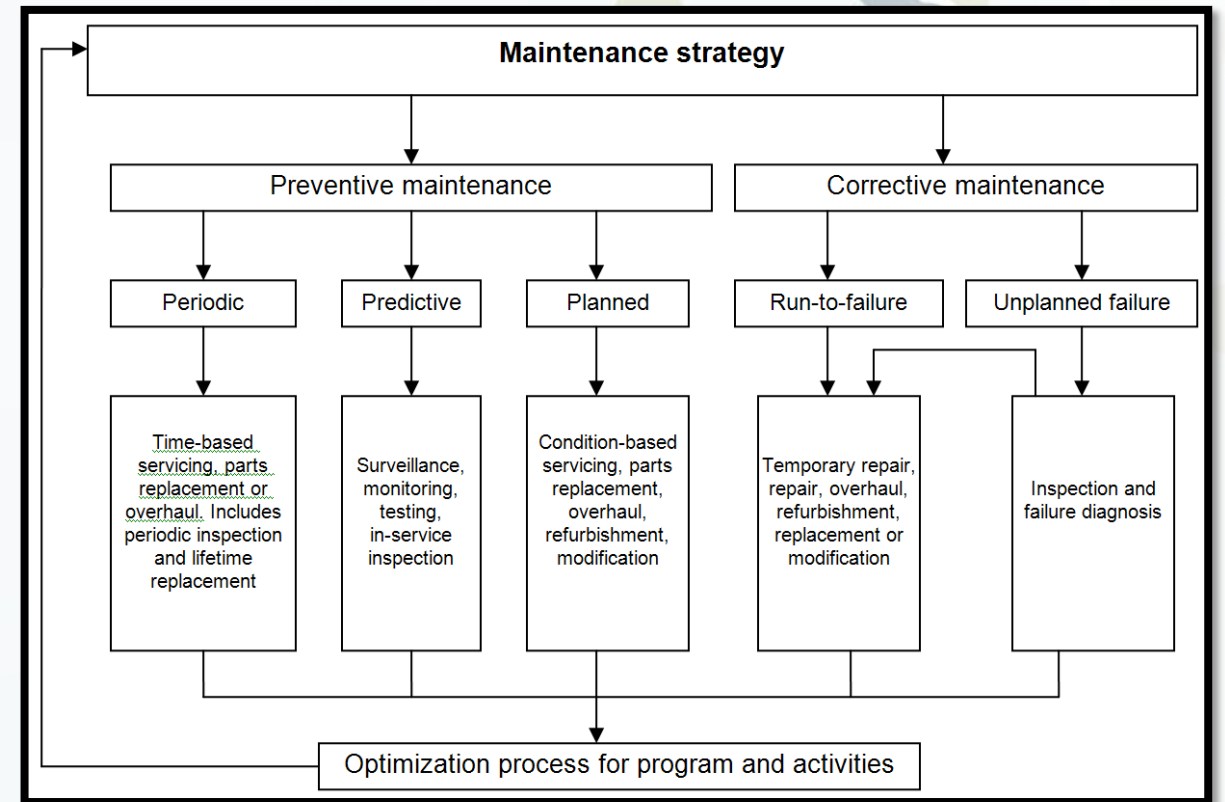 Maintenance strategy
Preventive maintenance
Corrective maintenance
Periodic
Predictive
Planned
Run-to-failure
Unplanned failure
Time-based
servicing, parts
replacement or
overhaul. Includes
periodic inspection
and lifetime
replacement
Surveillance,
monitoring,
testing,
in-service
inspection
Condition-based
servicing, parts
replacement,
overhaul,
refurbishment,
modification
Temporary repair,
repair, overhaul,
refurbishment,
replacement or
modification
Inspection and
failure diagnosis
Optimization process for program and activities